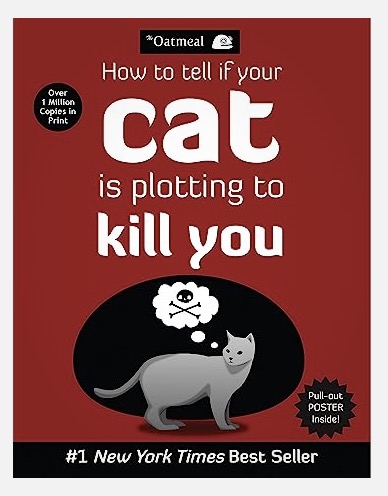 The Oatmeal
How to tell if your
Over
1 Million
Copies in
Print
cat
is plotting to
kill you
Pull-out
POSTER
Inside!
#1 New York Times Best Seller